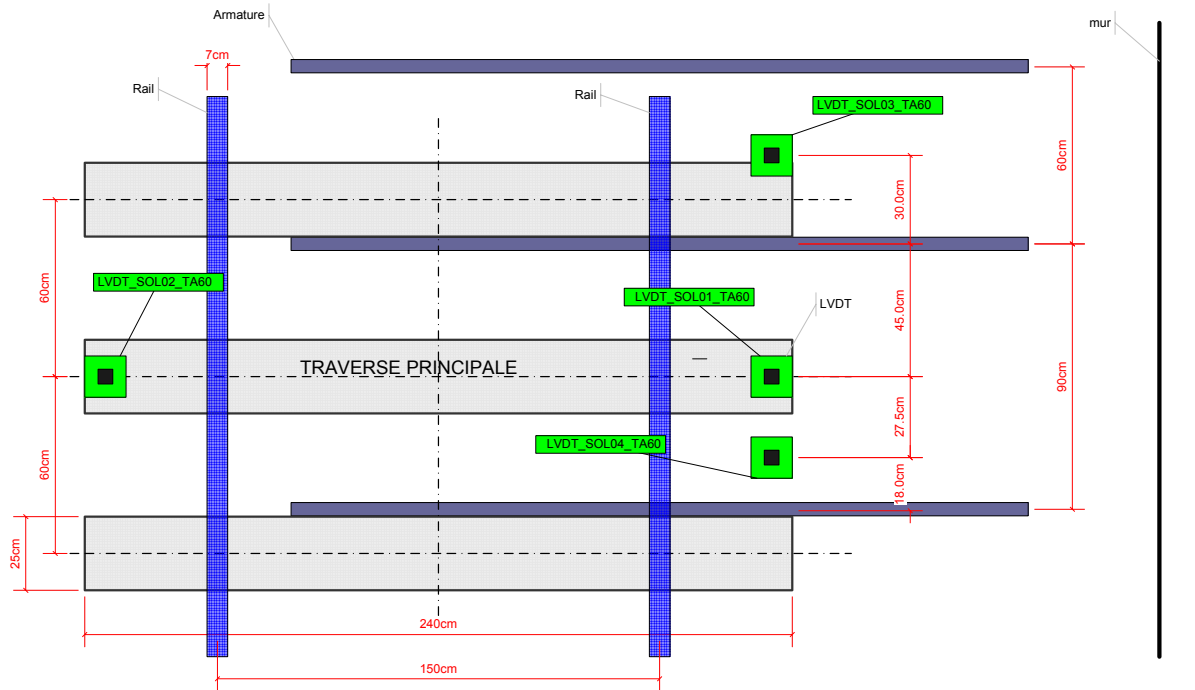 Armature
mur
7cm
Rail
Rail
LVDT_SOL03_TA60
60cm
30.0cm
LVDT_SOL02_TA60
LVDT_SOL01_TA60
LVDT
60cm
45.0cm
TRAVERSE PRINCIPALE
90cm
27.5cm
LVDT_SOL04_TA60
60cm
18.0cm
25cm
240cm
150cm